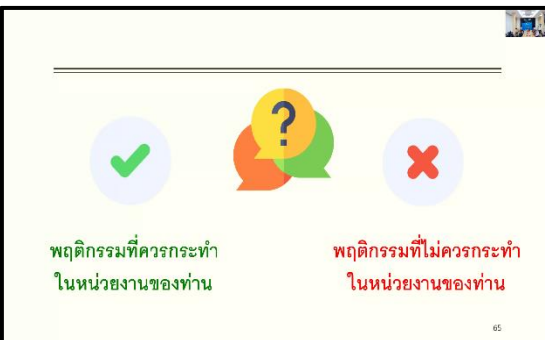 ?
พฤติกรรมที่ควรกระทำ
ในหน่วยงานของท่าน
พฤติกรรมที่ไม่ควรกระทำ
ในหน่วยงานของท่าน
65